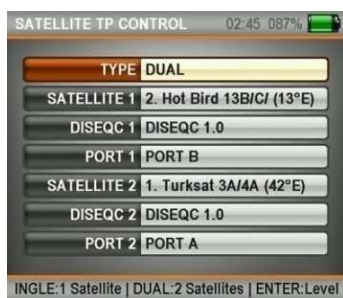 SATELLITE TP CONTROL 02:45 087%
TYPE DUAL
SATELLITE 1 2. Hot Bird 13B/C/ (13°E)
DISEQC 1 DISEQC 1.0
PORT 1 PORT B
SATELLITE 2 1. Turksat 3A/4A (42°E)
DISEQC 2 DISEQC 1.0
PORT 2 PORT A
INGLE:1 Satellite | DUAL:2 Satellites | ENTER:Level